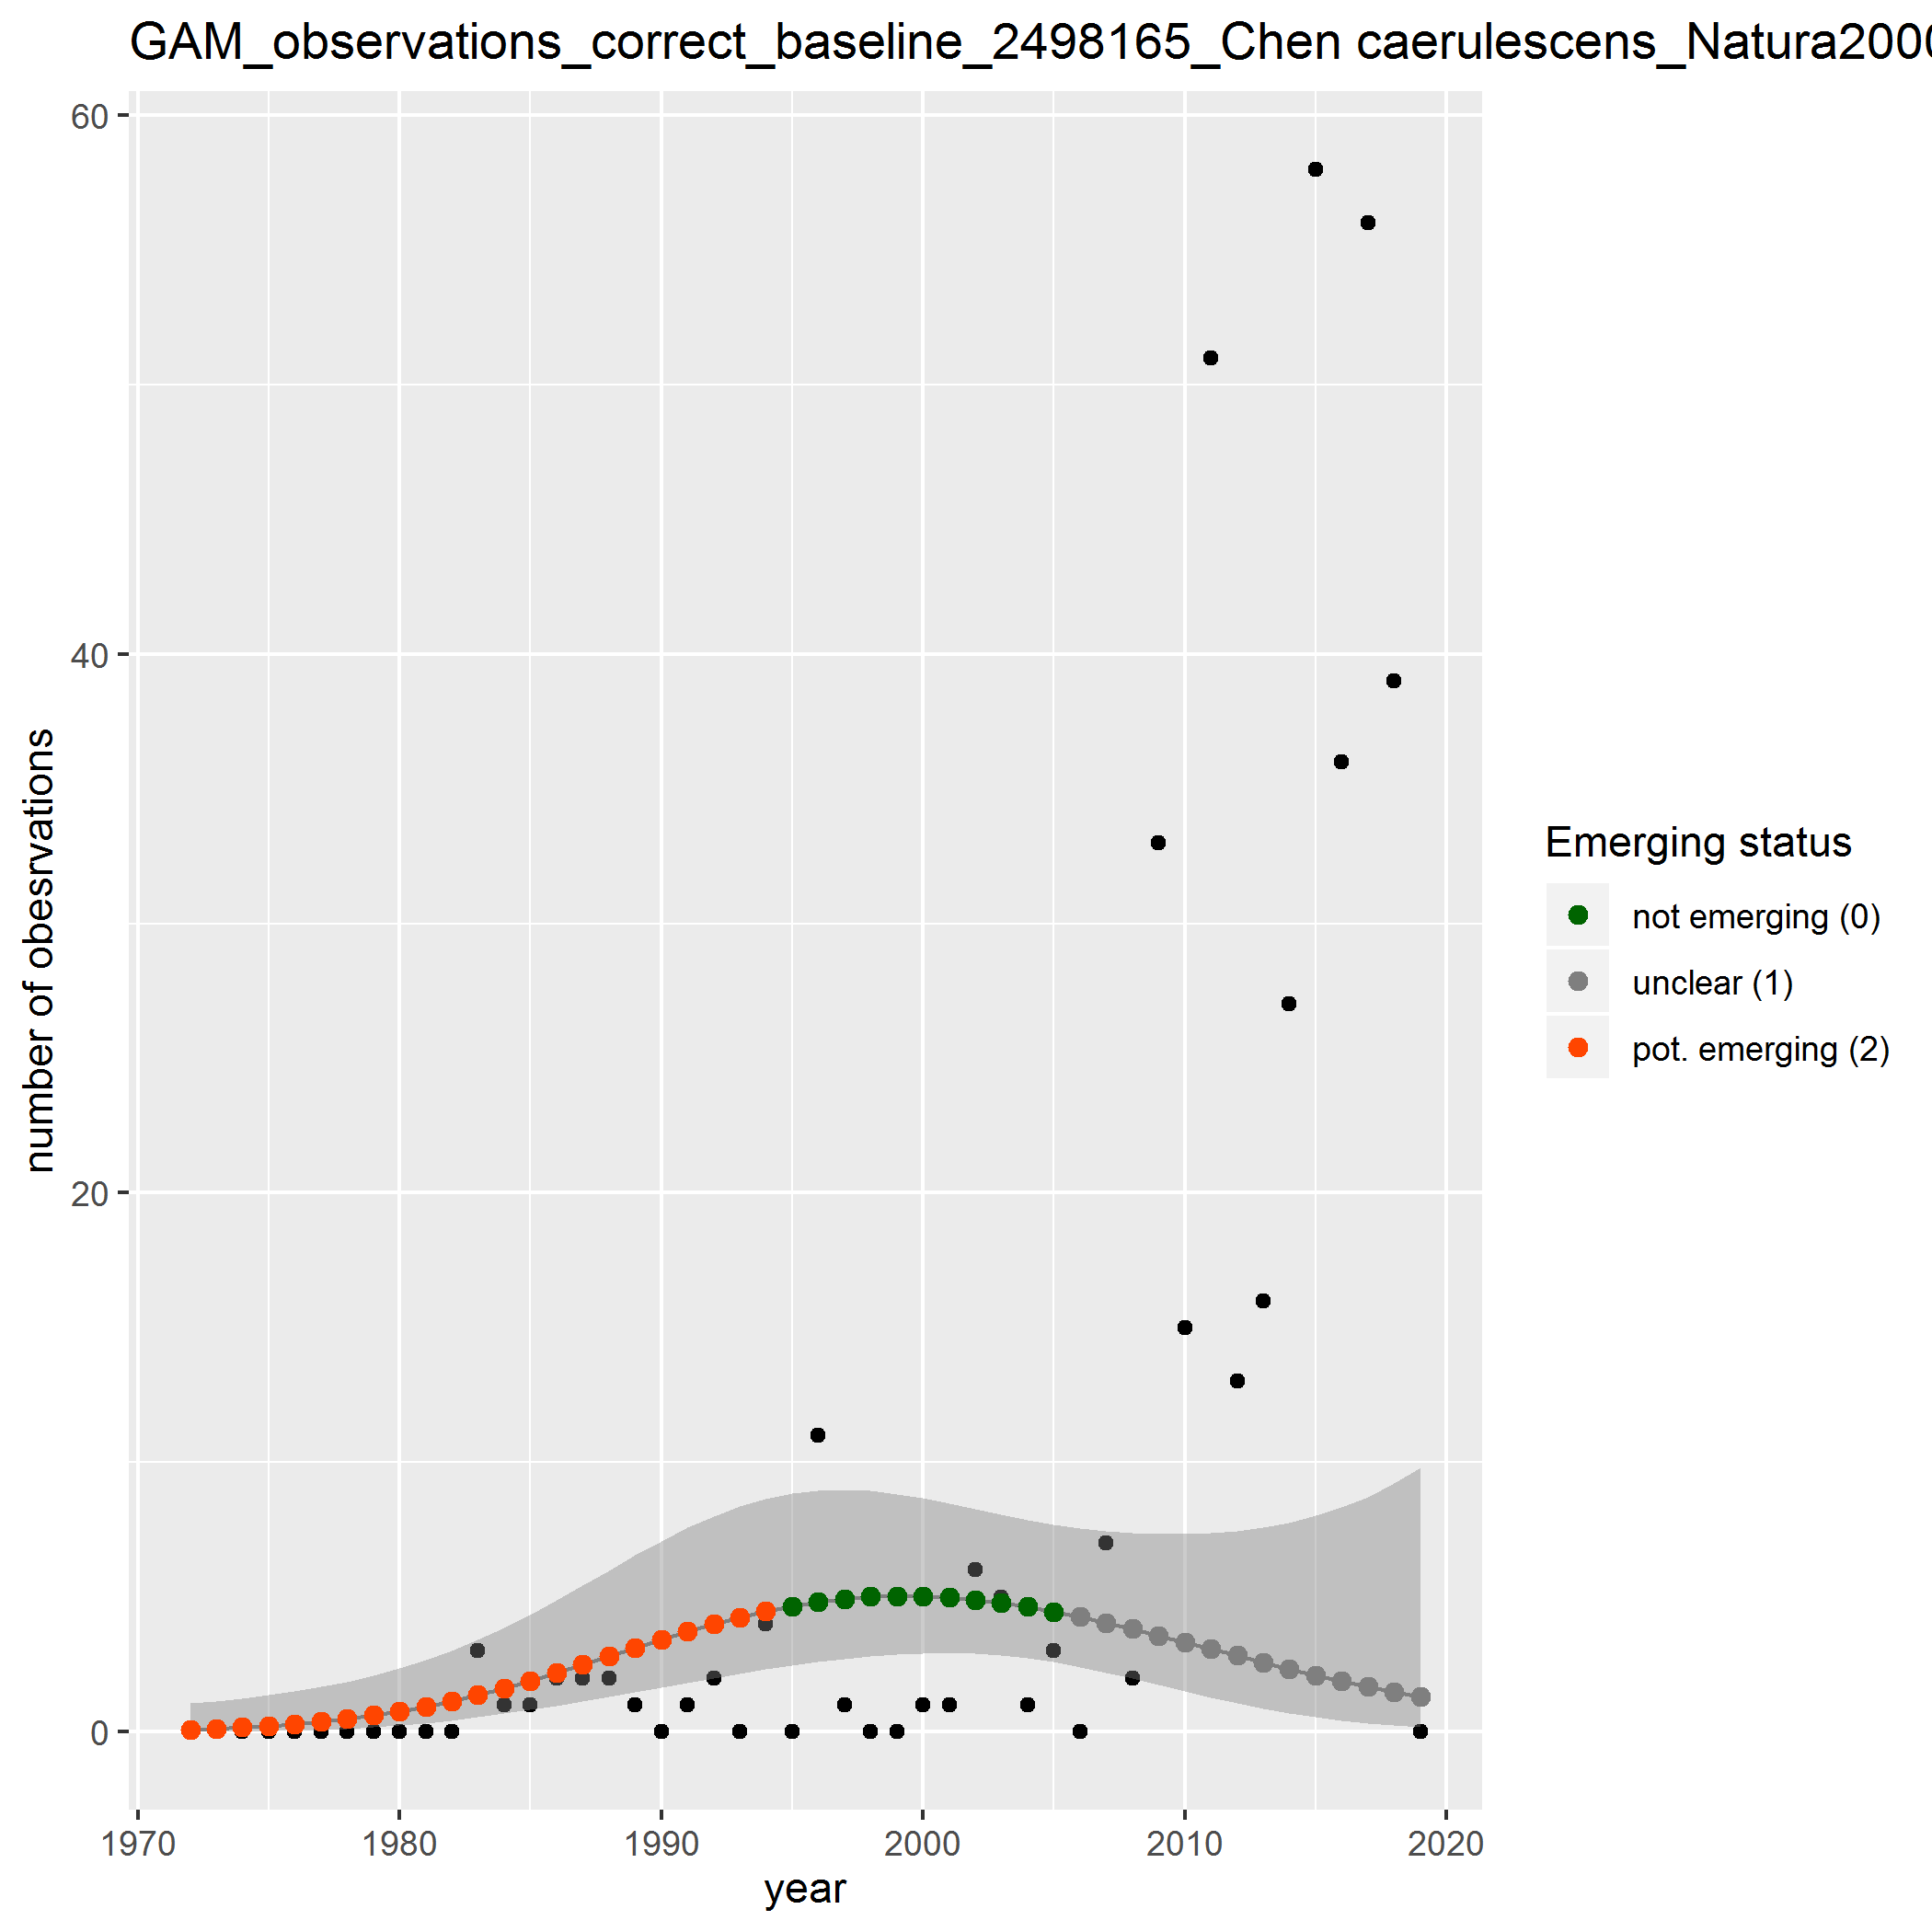 GAM_observations_correct_baseline_2498165_Chen caerulescens_Natura2000
60
40
20
0
number of obesrvations
1970 1980 1990 2000 2010 2020
year
Emerging status
not emerging (0)
unclear (1)
pot. emerging (2)